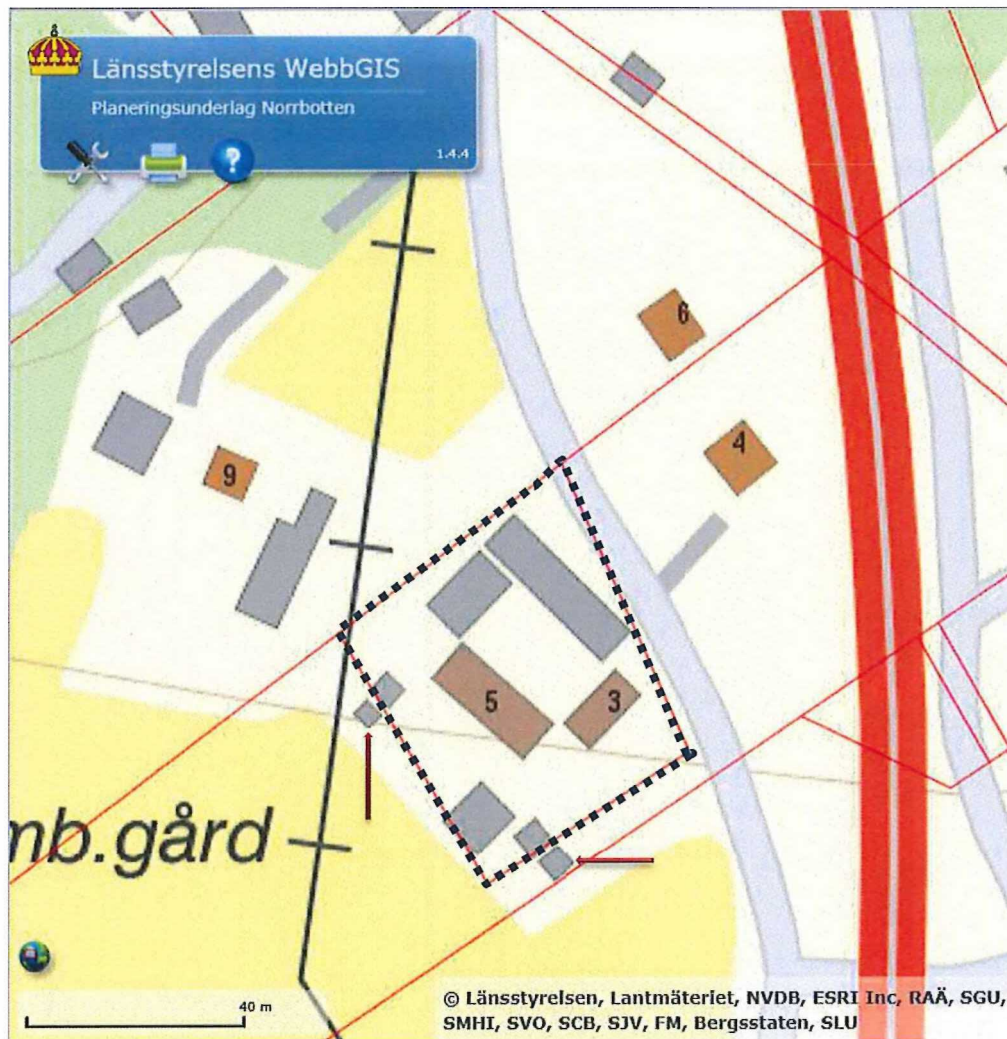 Länsstyrelsens WebbGIS
Planeringsunderlag Norrbotten
1.4.4
?
6
4
9
5
3
mb.gård
40 m
© Länsstyrelsen, Lantmäteriet, NVDB, ESRI Inc, RAÄ, SGU,
SMHI, SVO, SCB, SJV, FM, Bergsstaten, SLU